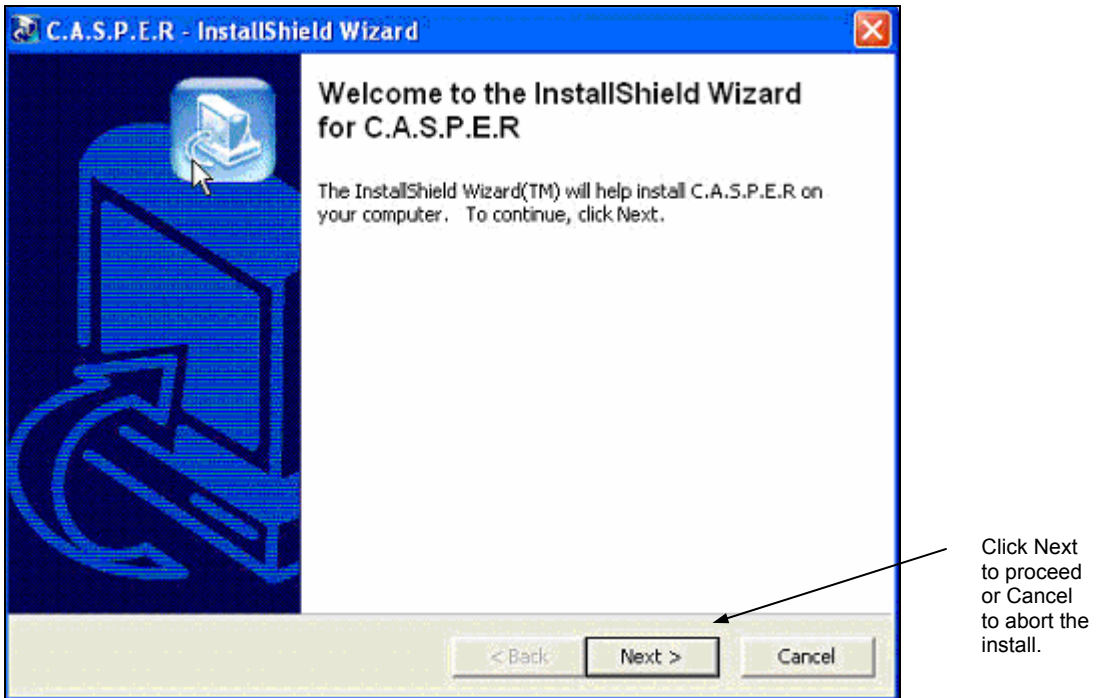 C.A.S.P.E.R - InstallShield Wizard
Welcome to the InstallShield Wizard
for C.A.S.P.E.R
The InstallShield Wizard(TM) will help install C.A.S.P.E.R on
your computer.   To continue, click Next.
Click Next
to proceed
or Cancel
to abort the
install.
< Back
Next >
Cancel